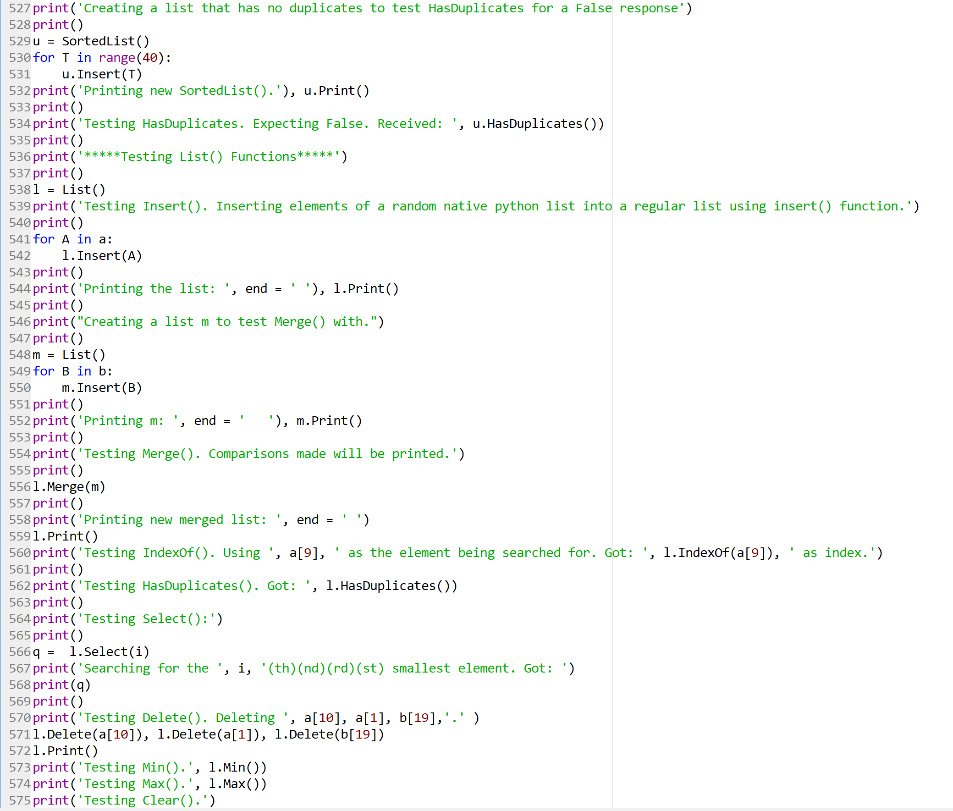 527print('Creating a list that has no duplicates to test HasDuplicates for a False response')
528print()
529u = SortedList()
530for T in range(40):
531    u.Insert(T)
532print('Printing new SortedList().'), u.Print()
533print()
534print('Testing HasDuplicates. Expecting False. Received: ', u.HasDuplicates())
535print()
536print('*****Testing List() Functions*****')
537print()
538l = List()
539print('Testing Insert(). Inserting elements of a random native python list into a regular list using insert() function.')
540print()
541for A in a:
542    l.Insert(A)
543print()
544print('Printing the list: ', end = ' '), l.Print()
545print()
546print("Creating a list m to test Merge() with.")
547print()
548m = List()
549for B in b:
550    m.Insert(B)
551print()
552print('Printing m: ', end = '   '), m.Print()
553print()
554print('Testing Merge(). Comparisons made will be printed.')
555print()
556l.Merge(m)
557print()
558print('Printing new merged list: ', end = ' ')
559l.Print()
560print('Testing IndexOf(). Using ', a[9], ' as the element being searched for. Got: ', l.IndexOf(a[9]), ' as index.')
561print()
562print('Testing HasDuplicates(). Got: ', l.HasDuplicates())
563print()
564print('Testing Select():')
565print()
566q =  l.Select(i)
567print('Searching for the ', i, '(th)(nd)(rd)(st) smallest element. Got: ')
568print(q)
569print()
570print('Testing Delete(). Deleting ', a[10], a[1], b[19],'.' )
571l.Delete(a[10]), l.Delete(a[1]), l.Delete(b[19])
572l.Print()
573print('Testing Min().', l.Min())
574print('Testing Max().', l.Max())
575print('Testing Clear().')